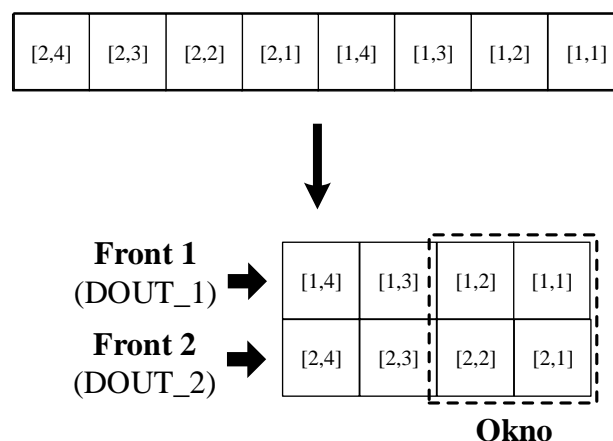 [2,4] [2,3] [2,2] [2,1] [1,4] [1,3] [1,2] [1,1]
Front 1
(DOUT_1)
[1,4] [1,3] [1,2] [1,1]
Front 2
(DOUT_2)
[2,4] [2,3] [2,2] [2,1]
Okno